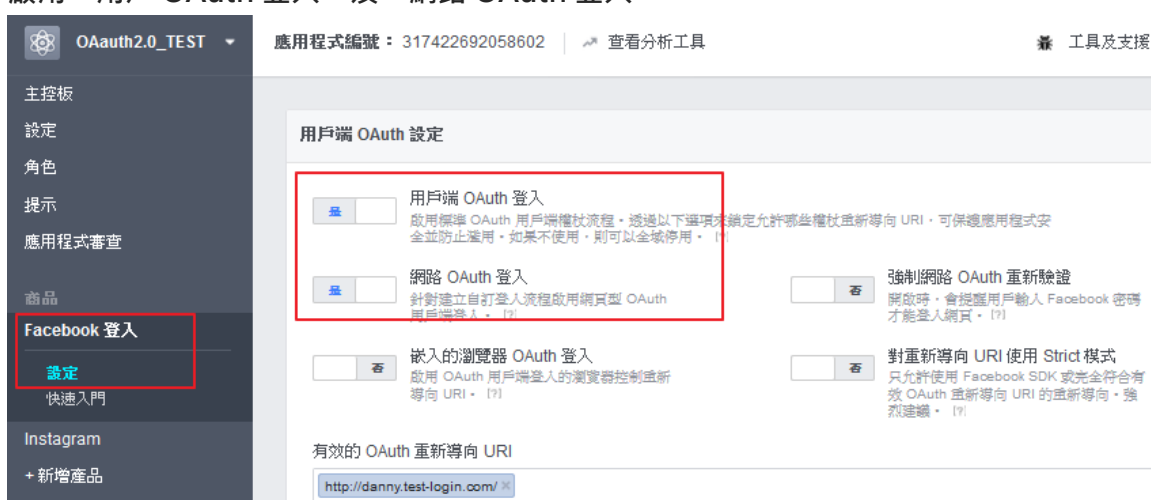 啟用「用戶 OAuth 登入」及「網路 OAuth 登入」
OAauth2.0_TEST
應用程式編號：317422692058602
查看分析工具
工具及支援
主控板
設定
角色
提示
應用程式審查
商品
Facebook 登入
設定
快速入門
Instagram
+ 新增產品
用戶端 OAuth 設定
是
用戶端 OAuth 登入
啟用標準 OAuth 用戶端權杖流程。透過以下選項來鎖定允許哪些權杖重新導向 URI，可保護應用程式安
全並防止濫用。如果不使用，則可以全域停用。 [?]
是
網路 OAuth 登入
針對建立自訂登入流程啟用網頁型 OAuth
用戶端登入。 [?]
否
強制網路 OAuth 重新驗證
開啟時，會提醒用戶輸入 Facebook 密碼
才能登入網頁。 [?]
否
嵌入的瀏覽器 OAuth 登入
啟用 OAuth 用戶端登入的瀏覽器控制重新
導向 URI。 [?]
否
對重新導向 URI 使用 Strict 模式
只允許使用 Facebook SDK 或完全符合有
效 OAuth 重新導向 URI 的重新導向。強
烈建議。 [?]
有效的 OAuth 重新導向 URI
http://danny.test-login.com/ ×